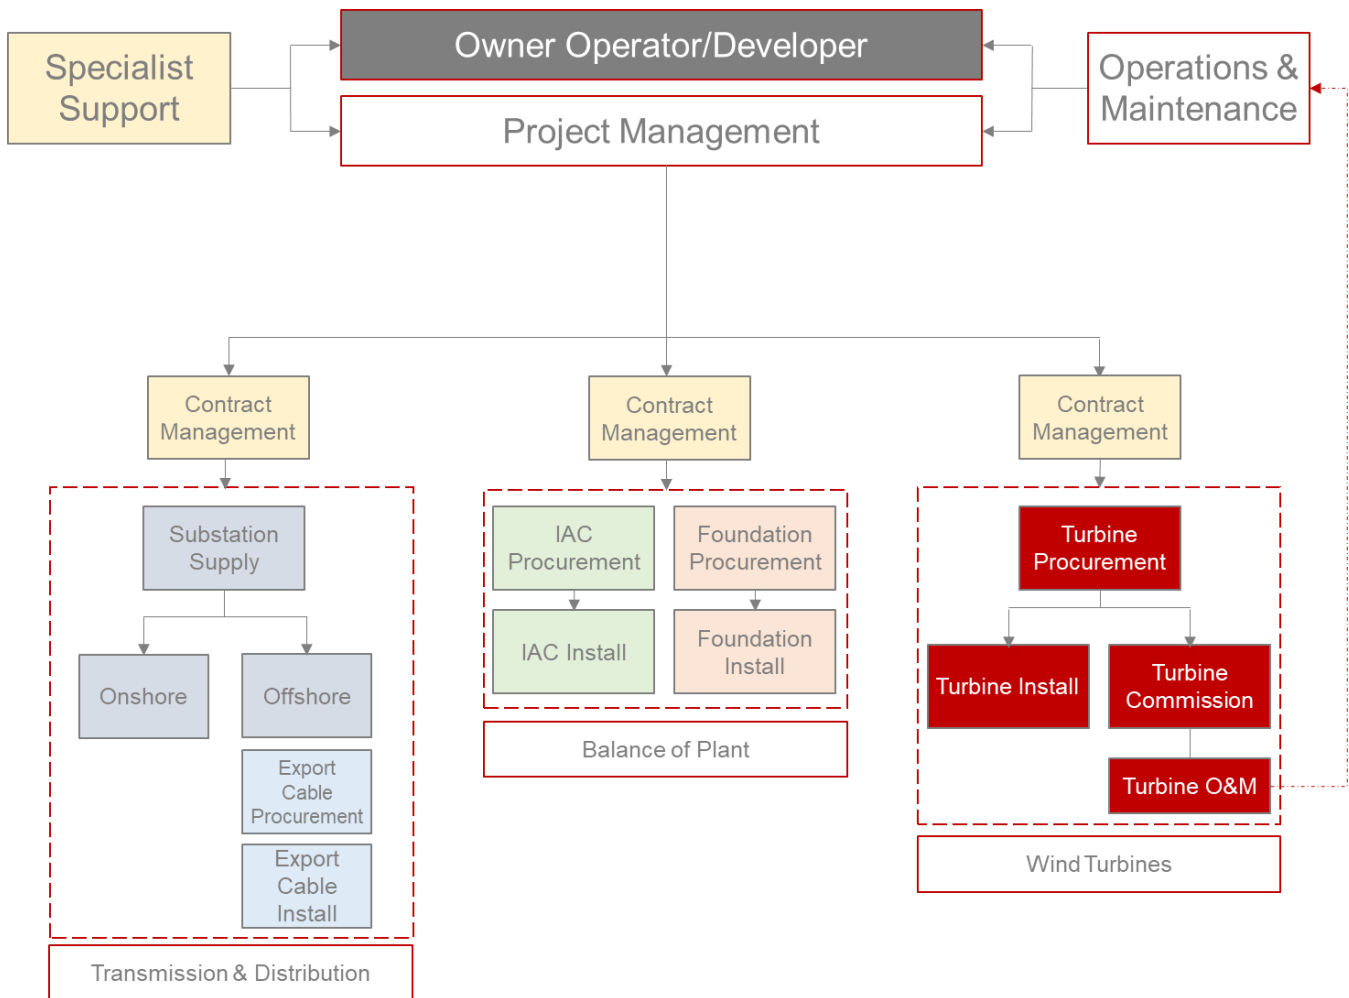 Owner Operator/Developer
Specialist
Support
Operations &
Maintenance
Project Management
Contract
Management
Contract
Management
Contract
Management
Substation
Supply
Onshore
Offshore
Export
Cable
Procurement
Export
Cable
Install
Transmission & Distribution
IAC
Procurement
Foundation
Procurement
IAC Install
Foundation
Install
Balance of Plant
Turbine
Procurement
Turbine Install
Turbine
Commission
Turbine O&M
Wind Turbines